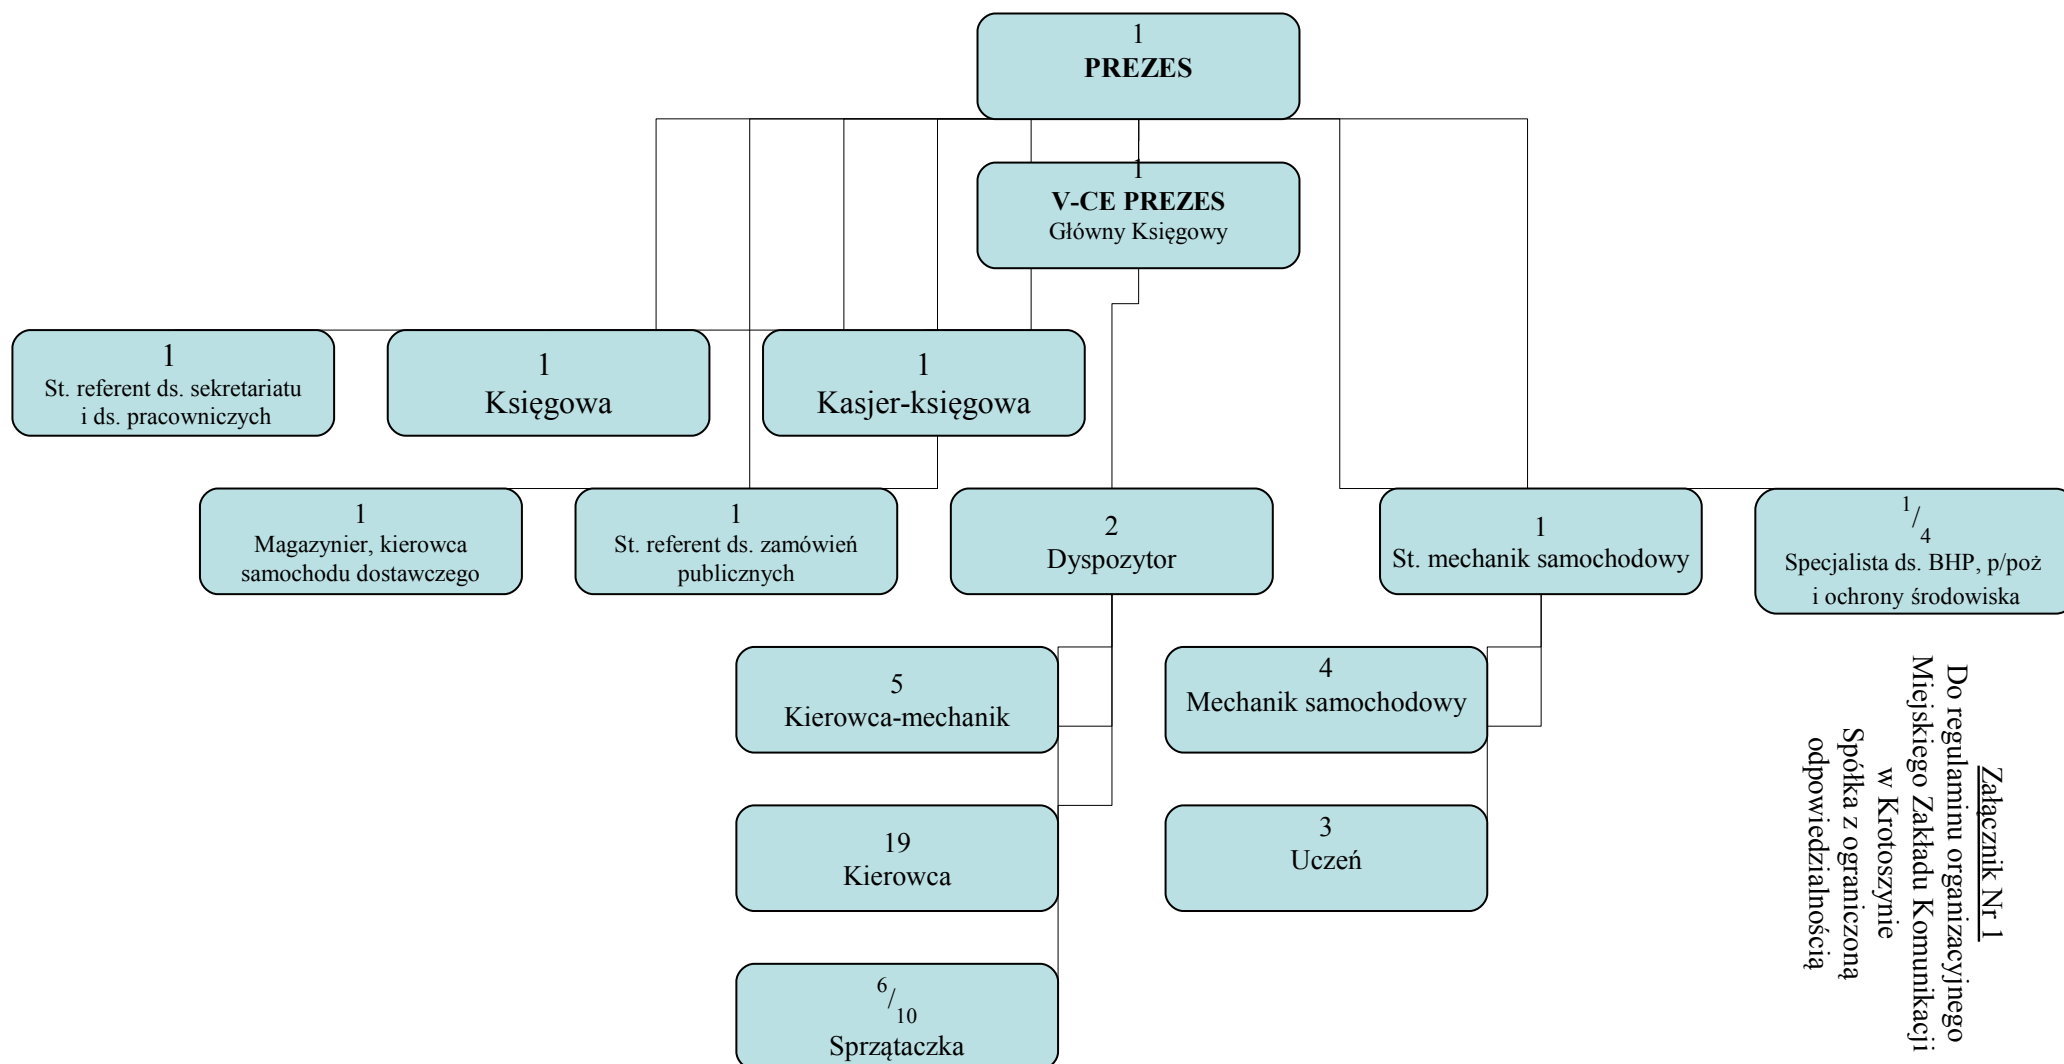 1
PREZES
1
V-CE PREZES
Główny Księgowy
1
St. referent ds. sekretariatu
i ds. pracowniczych
1
Księgowa
1
Kasjer-księgowa
1
Magazynier, kierowca
samochodu dostawczego
1
St. referent ds. zamówień
publicznych
2
Dyspozytor
1
St. mechanik samochodowy
1/4
Specjalista ds. BHP, p/poż
i ochrony środowiska
5
Kierowca-mechanik
4
Mechanik samochodowy
19
Kierowca
3
Uczeń
6/10
Sprzątaczka
Załącznik Nr 1
Do regulaminu organizacyjnego
Miejskiego Zakładu Komunikacji
w Krotoszynie
Spółka z ograniczoną
odpowiedzialnością